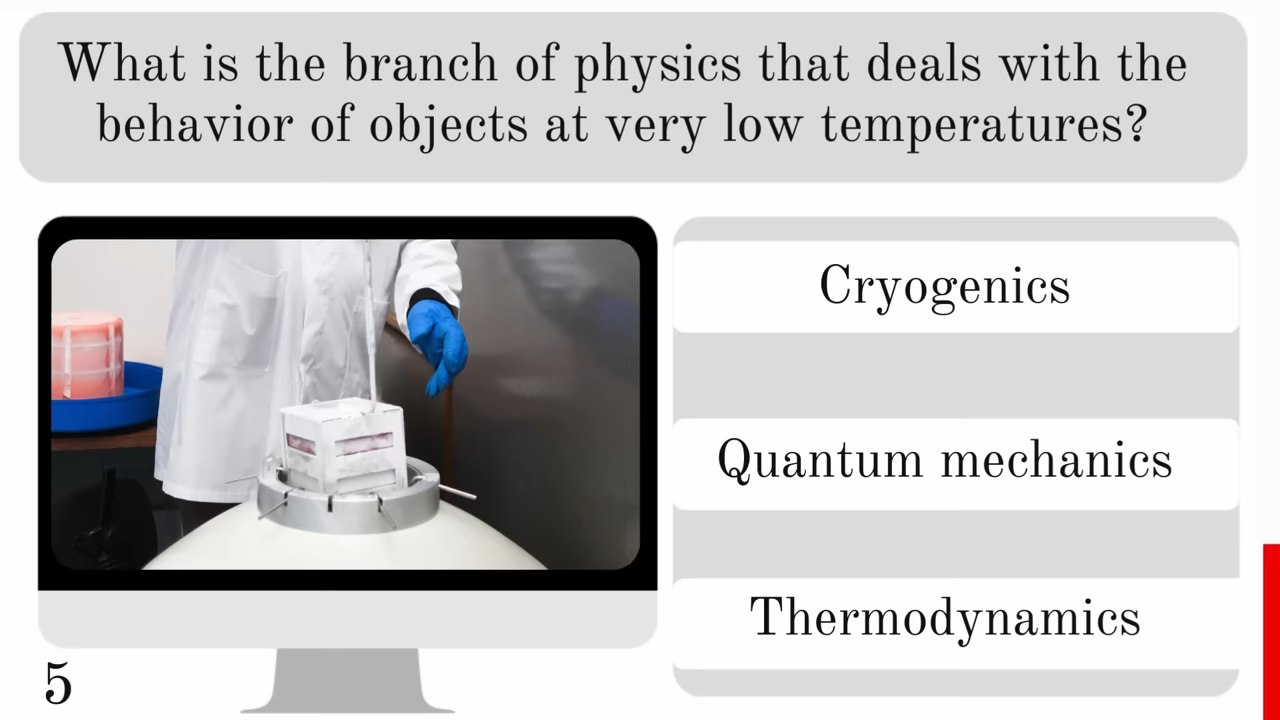 What is the branch of physics that deals with the
behavior of objects at very low temperatures?
Cryogenics
Quantum mechanics
Thermodynamics
5